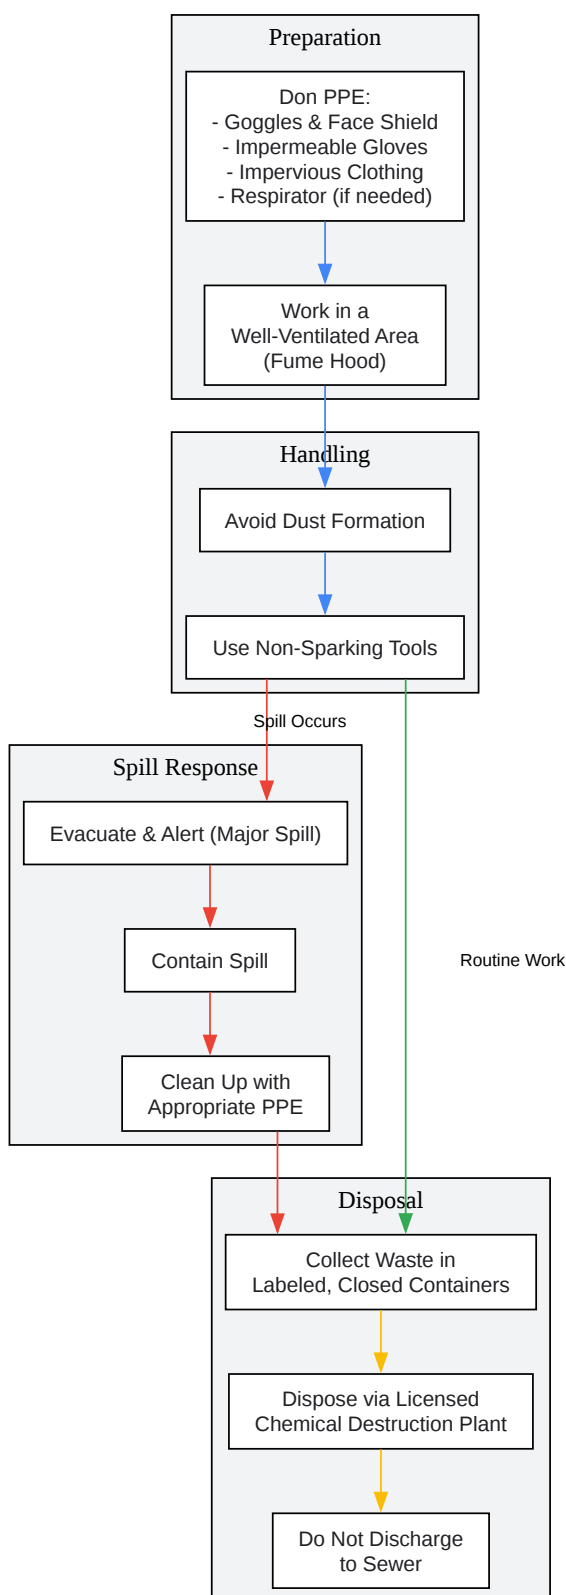 Preparation
Don PPE:
- Goggles & Face Shield
- Impermeable Gloves
- Impervious Clothing
- Respirator (if needed)
Work in a
Well-Ventilated Area
(Fume Hood)
Handling
Avoid Dust Formation
Use Non-Sparking Tools
Spill Occurs
Spill Response
Evacuate & Alert (Major Spill)
Contain Spill
Routine Work
Clean Up with
Appropriate PPE
Disposal
Collect Waste in
Labeled, Closed Containers
Dispose via Licensed
Chemical Destruction Plant
Do Not Discharge
to Sewer